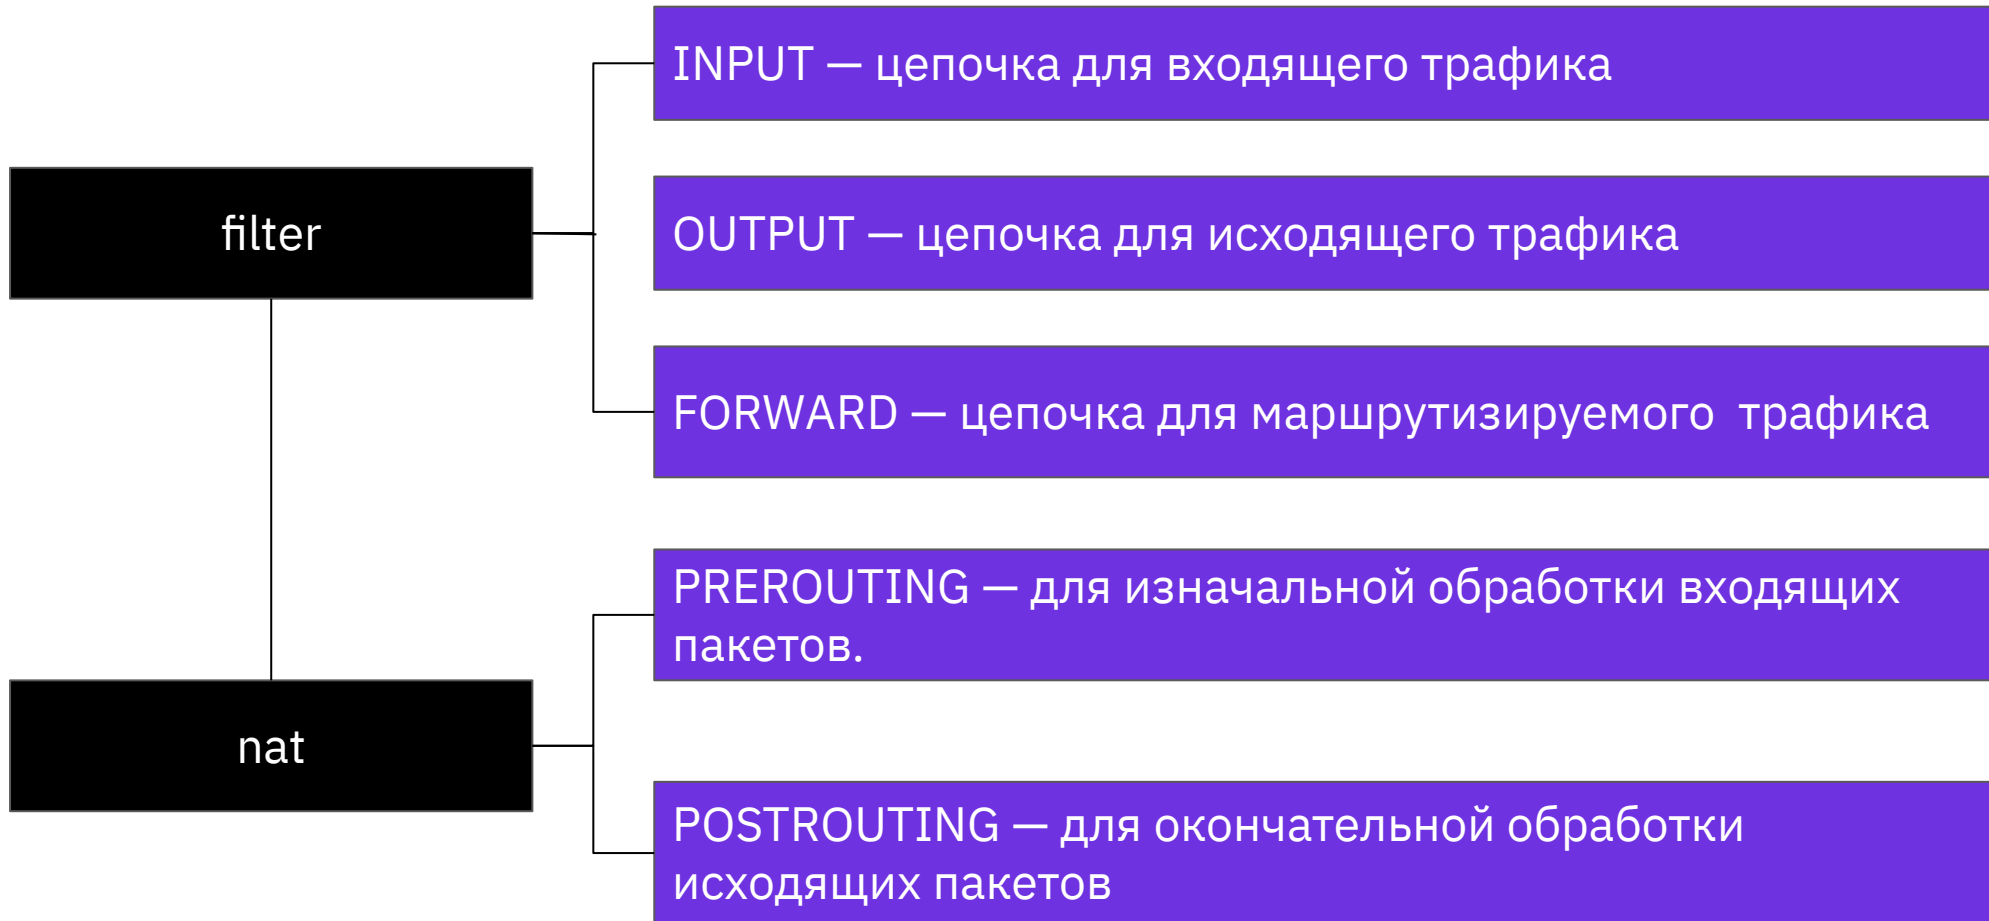 INPUT — цепочка для входящего трафика
filter
OUTPUT — цепочка для исходящего трафика
FORWARD — цепочка для маршрутизируемого  трафика
PREROUTING — для изначальной обработки входящих
пакетов.
nat
POSTROUTING — для окончательной обработки
исходящих пакетов